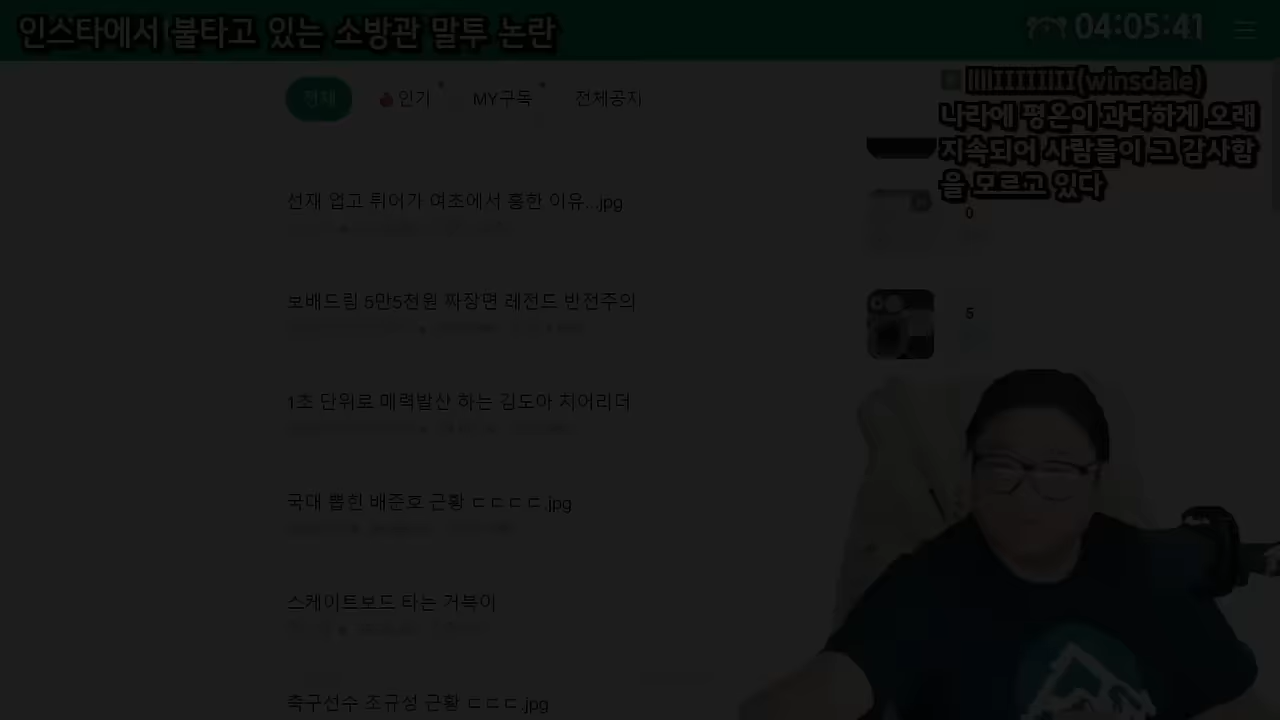 인스타에서 불타고 있는 소방관 말투 논란
04:05:41
전체 인기 MY구독 전체공지
llllIIIIIIII(winsdale)
나라에 평온이 과다하게 오래
지속되어 사람들이 그 감사함
을 모르고 있다
선재 업고 튀어가 여초에서 흥한 이유...jpg
0
보배드림 6만5천원 짜장면 레전드 반전주의
5
1초 단위로 매력발산 하는 김도아 치어리더
국대 뽑힌 배준호 근황 ㄷㄷㄷㄷ.jpg
스케이트보드 타는 거북이
축구선수 조규성 근황 ㄷㄷㄷ.jpg